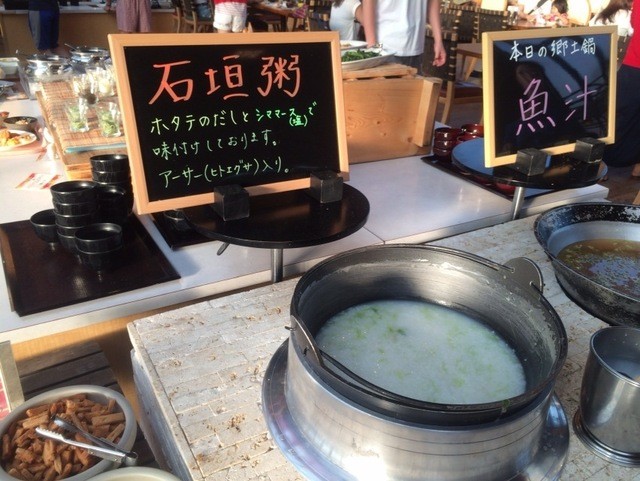 石垣粥
ホタテのだしとシママース(塩)で
味付けしております。
アーサー(ヒトエグサ)入り。
本日の郷土鍋
魚汁